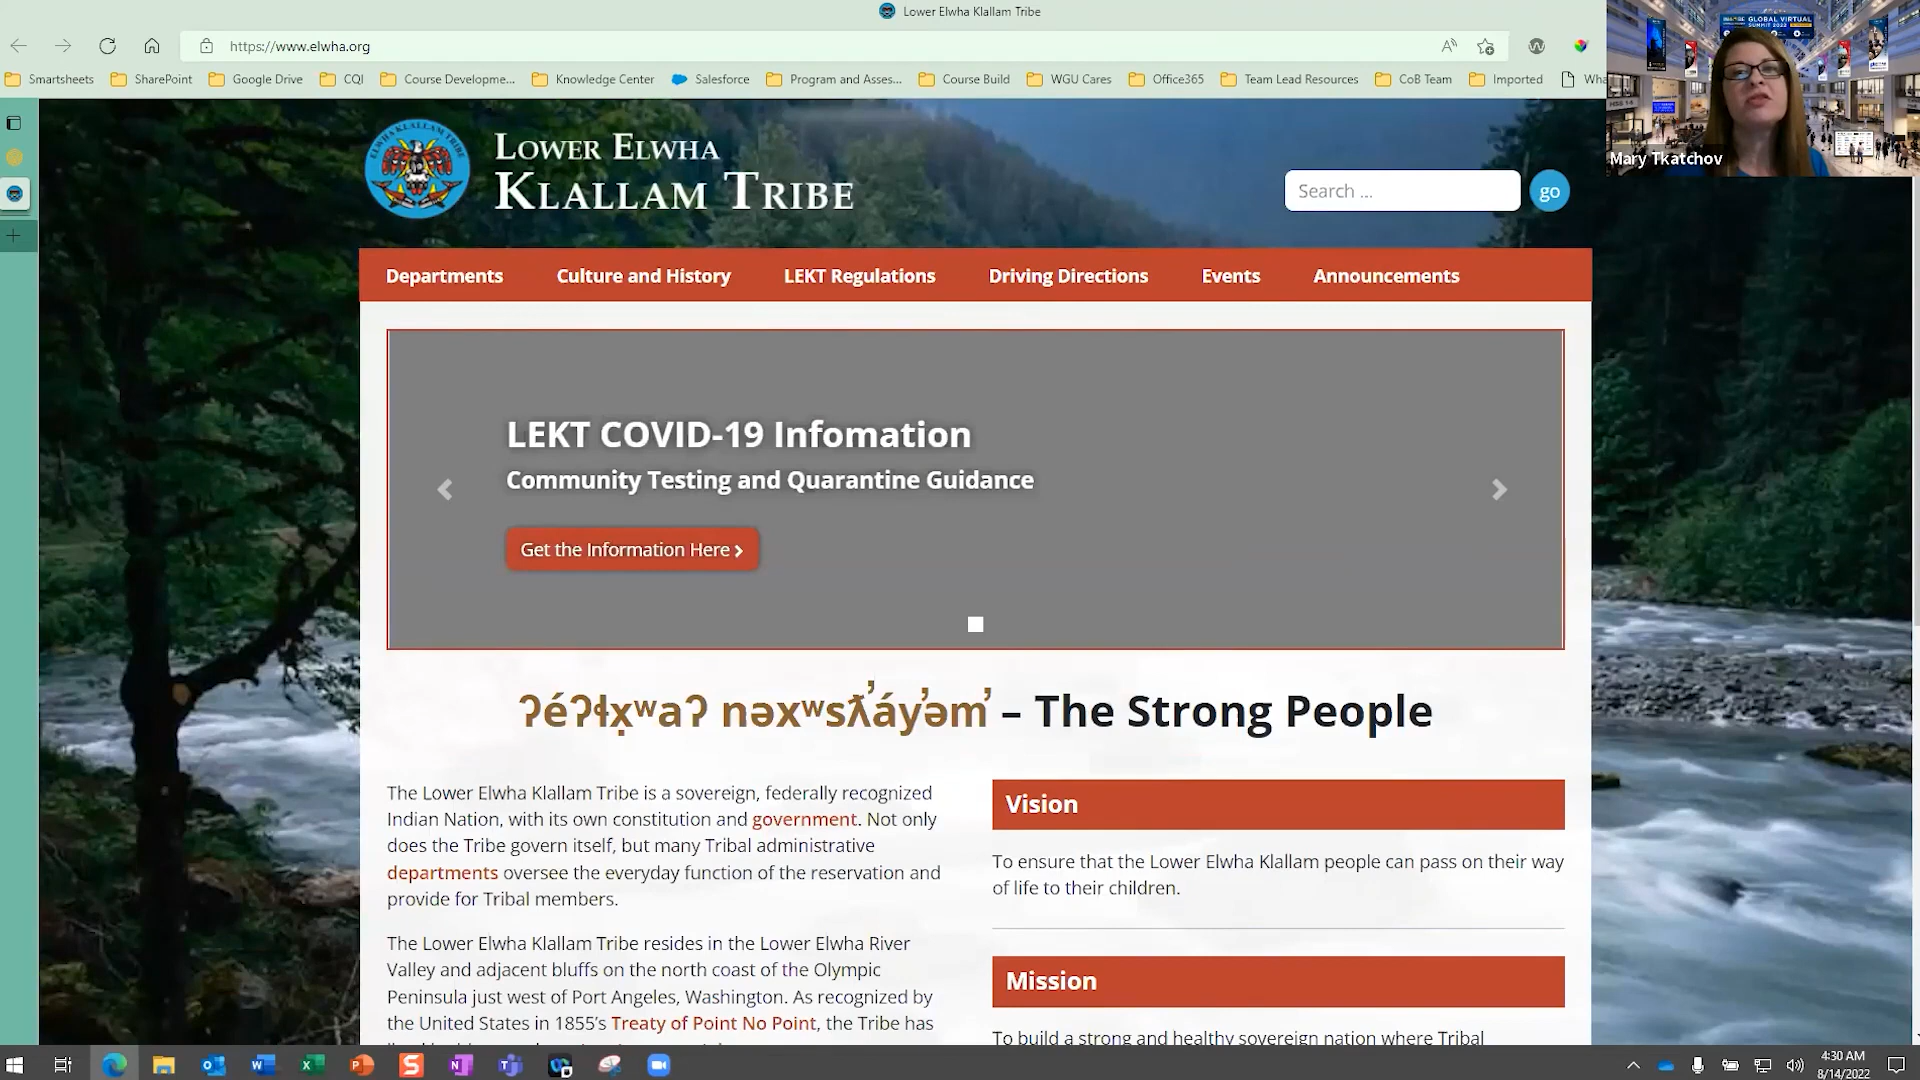 Lower Elwha Klallam Tribe
https://www.elwha.org
Smartsheets SharePoint Google Drive CQI Course Developme... Knowledge Center Salesforce Program and Asses... Course Build WGU Cares Office365 Team Lead Resources CoB Team Imported Wha
GLOBAL VIRTUAL
Mary Tkatchov
LOWER ELWHA
KLALLAM TRIBE
Search ... go
Departments Culture and History LEKT Regulations Driving Directions Events Announcements
LEKT COVID-19 Infomation
Community Testing and Quarantine Guidance
Get the Information Here
ʔéʔɬx̣ʷaʔ nəxʷsƛ̕áy̕əm̕ – The Strong People
The Lower Elwha Klallam Tribe is a sovereign, federally recognized
Indian Nation, with its own constitution and government. Not only
does the Tribe govern itself, but many Tribal administrative
departments oversee the everyday function of the reservation and
provide for Tribal members.
The Lower Elwha Klallam Tribe resides in the Lower Elwha River
Valley and adjacent bluffs on the north coast of the Olympic
Peninsula just west of Port Angeles, Washington. As recognized by
the United States in 1855’s Treaty of Point No Point, the Tribe has
Vision
To ensure that the Lower Elwha Klallam people can pass on their way
of life to their children.
Mission
To build a strong and healthy sovereign nation where Tribal
4:30 AM
8/14/2022